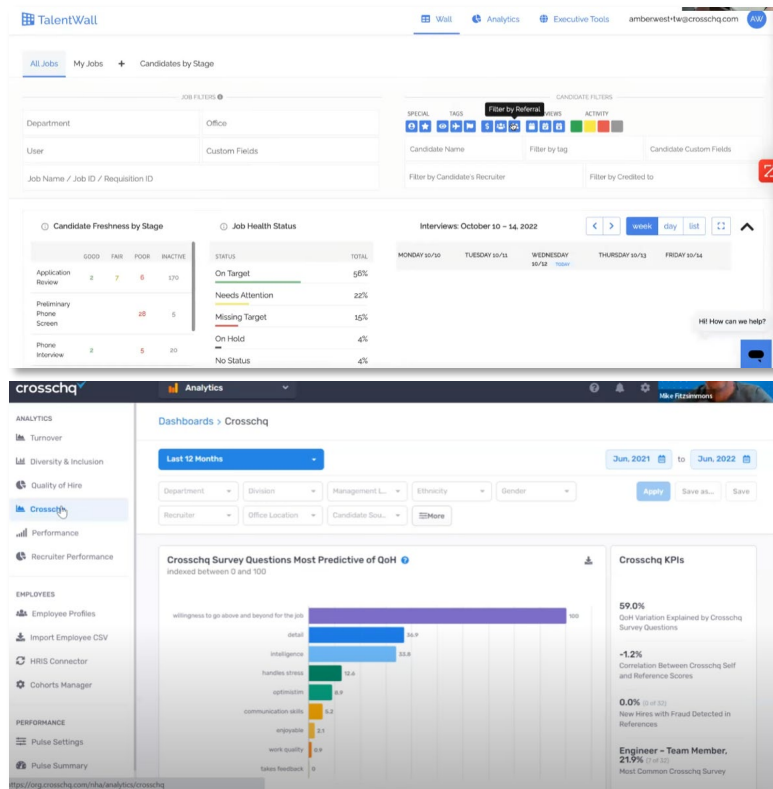 TalentWall
Wall
Analytics
Executive Tools
amberwest+tw@crosschq.com
AW
All Jobs
My Jobs
+
Candidates by Stage
JOB FILTERS
CANDIDATE FILTERS
SPECIAL
TAGS
Filter by Referral
VIEWS
ACTIVITY
Department
Office
User
Custom Fields
Job Name / Job ID / Requisition ID
Candidate Name
Filter by tag
Candidate Custom Fields
Filter by Candidate's Recruiter
Filter by Credited to
Candidate Freshness by Stage
GOOD FAIR POOR INACTIVE
Application Review 2 7 6 170
Preliminary
Phone 28 5
Screen
Phone
Interview 2 5 20
Job Health Status
STATUS TOTAL
On Target 56%
Needs Attention 22%
Missing Target 15%
On Hold 4%
No Status 4%
Interviews: October 10 – 14, 2022
week day list
MONDAY 10/10
TUESDAY 10/11
WEDNESDAY
10/12 TODAY
THURSDAY 10/13
FRIDAY 10/14
Hi! How can we help?
crosschq
Analytics
Mike Fitzsimmons
ANALYTICS
Turnover
Diversity & Inclusion
Quality of Hire
Crosschq
Performance
Recruiter Performance
EMPLOYEES
Employee Profiles
Import Employee CSV
HRIS Connector
Cohorts Manager
PERFORMANCE
Pulse Settings
Pulse Summary
https://org.crosschq.com/nha/analytics/crosschq
Dashboards > Crosschq
Last 12 Months
Jun, 2021 to Jun, 2022
Department
Division
Management L...
Ethnicity
Gender
Apply
Save as...
Save
Recruiter
Office Location
Candidate Sou...
More
Crosschq Survey Questions Most Predictive of QoH
indexed between 0 and 100
willingness to go above and beyond for the job 100
detail 36.9
intelligence 33.8
handles stress 12.6
optimistim 8.9
communication skills 5.2
enjoyable 2.1
work quality 0.9
takes feedback 0
Crosschq KPIs
59.0%
QoH Variation Explained by Crosschq
Survey Questions
-1.2%
Correlation Between Crosschq Self
and Reference Scores
0.0% (0 of 32)
New Hires with Fraud Detected in
References
Engineer – Team Member,
21.9% (7 of 32)
Most Common Crosschq Survey